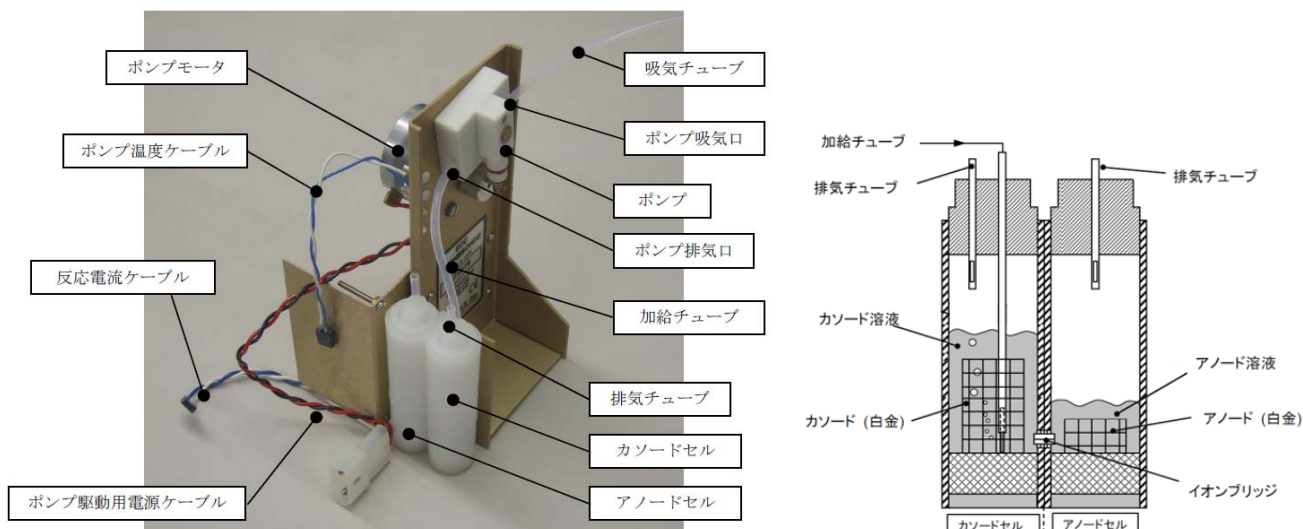 ポンプモータ
ポンプ温度ケーブル
反応電流ケーブル
ポンプ駆動用電源ケーブル
吸気チューブ
ポンプ吸気口
ポンプ
ポンプ排気口
加給チューブ
排気チューブ
カソードセル
アノードセル
加給チューブ
排気チューブ
排気チューブ
カソード溶液
アノード溶液
カソード (白金)
アノード (白金)
イオンブリッジ
カソードセル
アノードセル